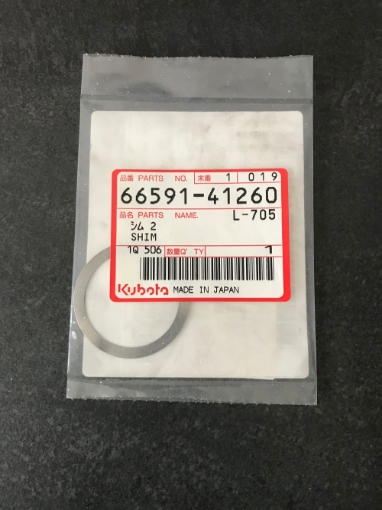 品番 PARTS NO. 末番 1 019
66591-41260
品名 PARTS NAME. L-705
シム 2
SHIM
1Q 506 数量Q' TY 1
Kubota MADE IN JAPAN